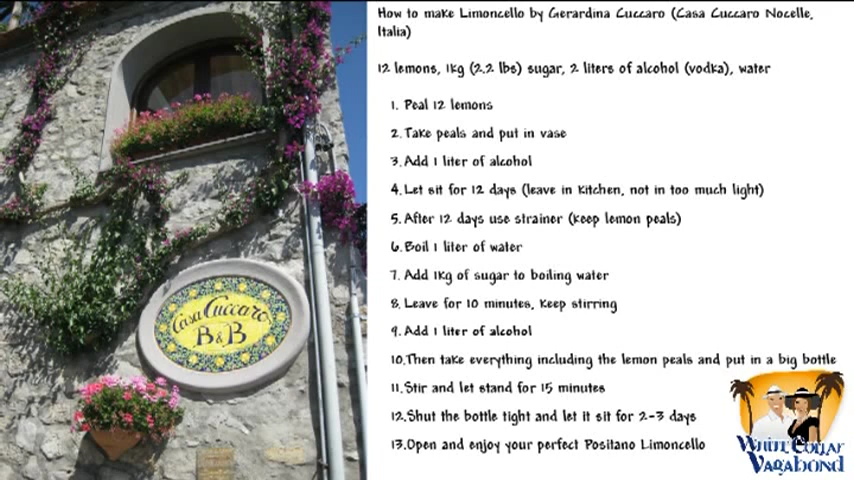 How to make Limoncello by Gerardina Cuccaro (Casa Cuccaro Nocelle,
Italia)
12 lemons, 1kg (2.2 lbs) sugar, 2 liters of alcohol (vodka), water
1. Peal 12 lemons
2. Take peals and put in vase
3. Add 1 liter of alcohol
4. Let sit for 12 days (leave in kitchen, not in too much light)
5. After 12 days use strainer (keep lemon peals)
6. Boil 1 liter of water
7. Add 1kg of sugar to boiling water
8. Leave for 10 minutes, keep stirring
9. Add 1 liter of alcohol
10. Then take everything including the lemon peals and put in a big bottle
11. Stir and let stand for 15 minutes
12. Shut the bottle tight and let it sit for 2-3 days
13. Open and enjoy your perfect Positano Limoncello
Casa Cuccaro
B&B
White Collar
Vagabond